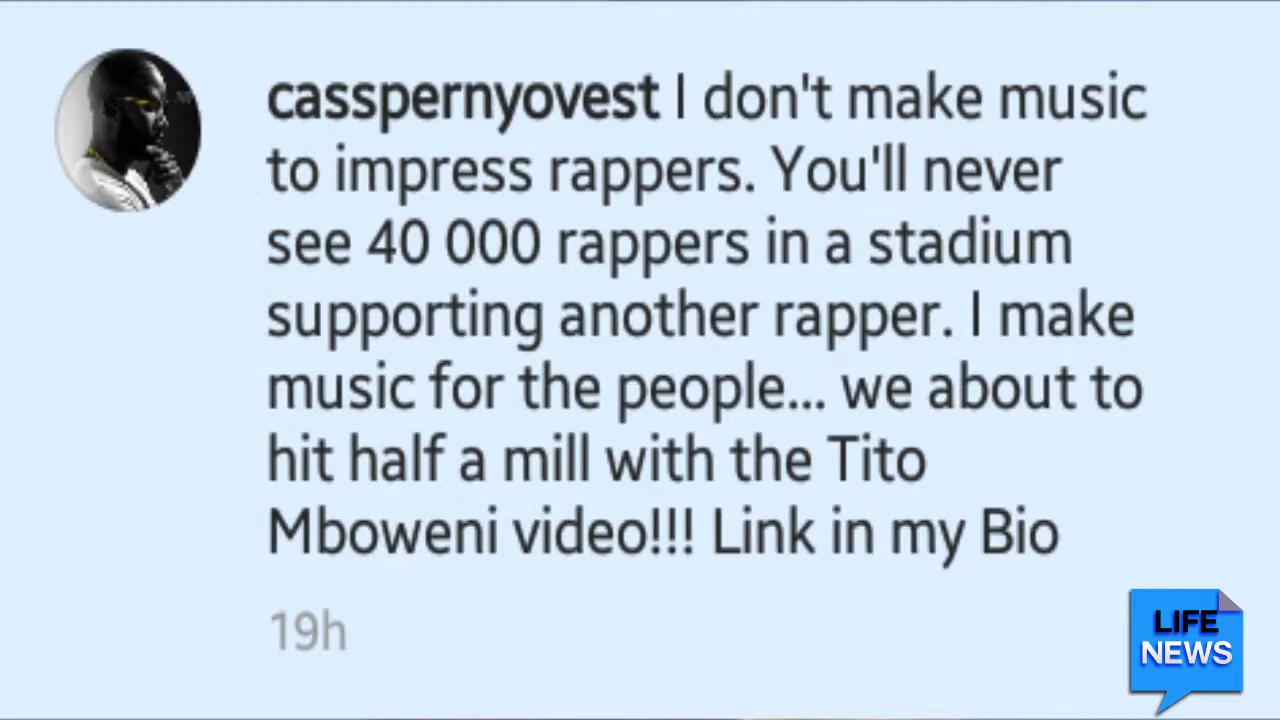 casspernyovest I don't make music
to impress rappers. You'll never
see 40 000 rappers in a stadium
supporting another rapper. I make
music for the people... we about to
hit half a mill with the Tito
Mboweni video!!! Link in my Bio
19h
LIFE
NEWS